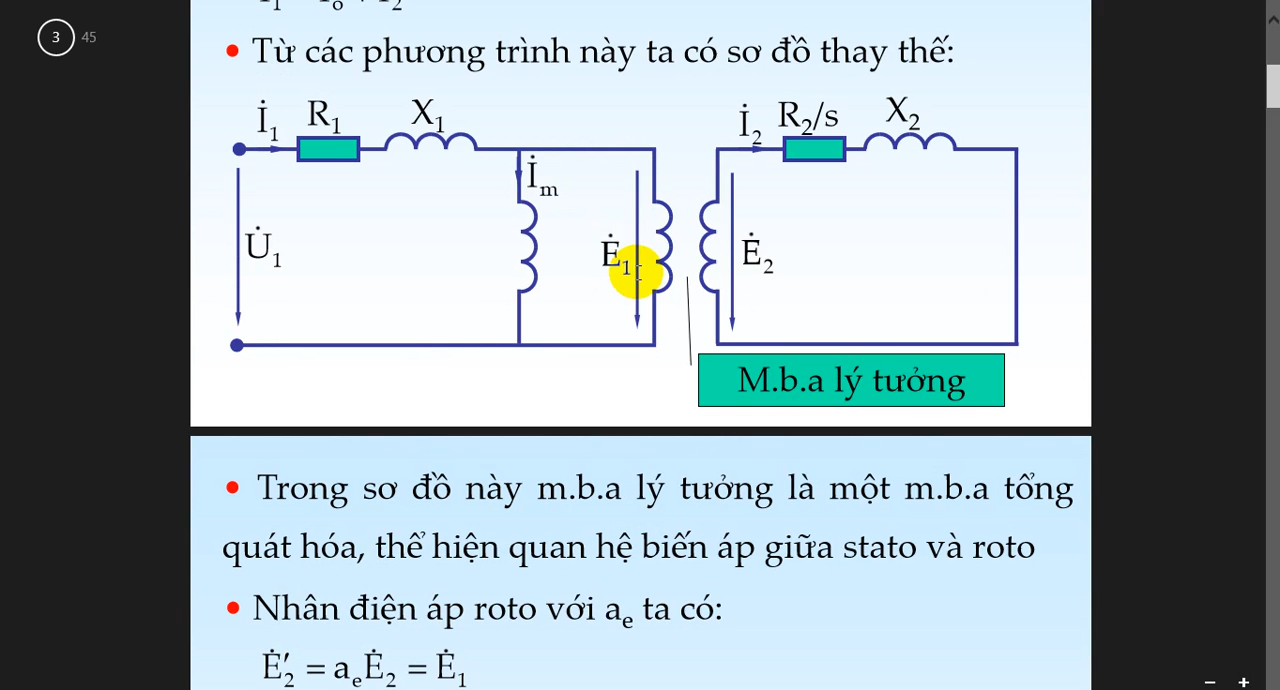 3 45
• Từ các phương trình này ta có sơ đồ thay thế:
İ₁ R₁ X₁ İ₂ R₂/s X₂
İₘ
U̇₁ Ė₁ Ė₂
M.b.a lý tưởng
• Trong sơ đồ này m.b.a lý tưởng là một m.b.a tổng
quát hóa, thể hiện quan hệ biến áp giữa stato và roto
• Nhân điện áp roto với aₑ ta có:
Ė′₂ = aₑĖ₂ = Ė₁